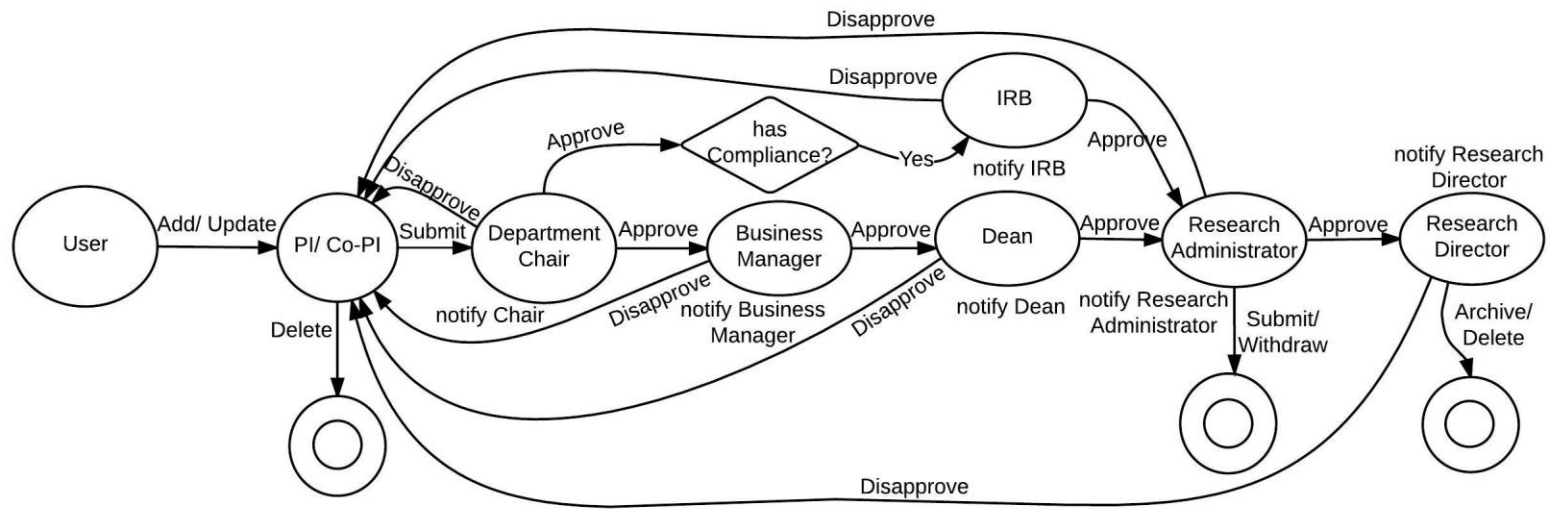 Disapprove
Disapprove
IRB
has
Compliance?
Approve
Yes
notify IRB
Approve
notify Research
Director
Disapprove
User
Add/ Update
PI/ Co-PI
Submit
Department
Chair
Approve
Business
Manager
Approve
Dean
Approve
Research
Administrator
Approve
Research
Director
notify Chair
Disapprove
notify Business
Manager
Disapprove
notify Dean
notify Research
Administrator
Delete
Submit/
Withdraw
Archive/
Delete
Disapprove